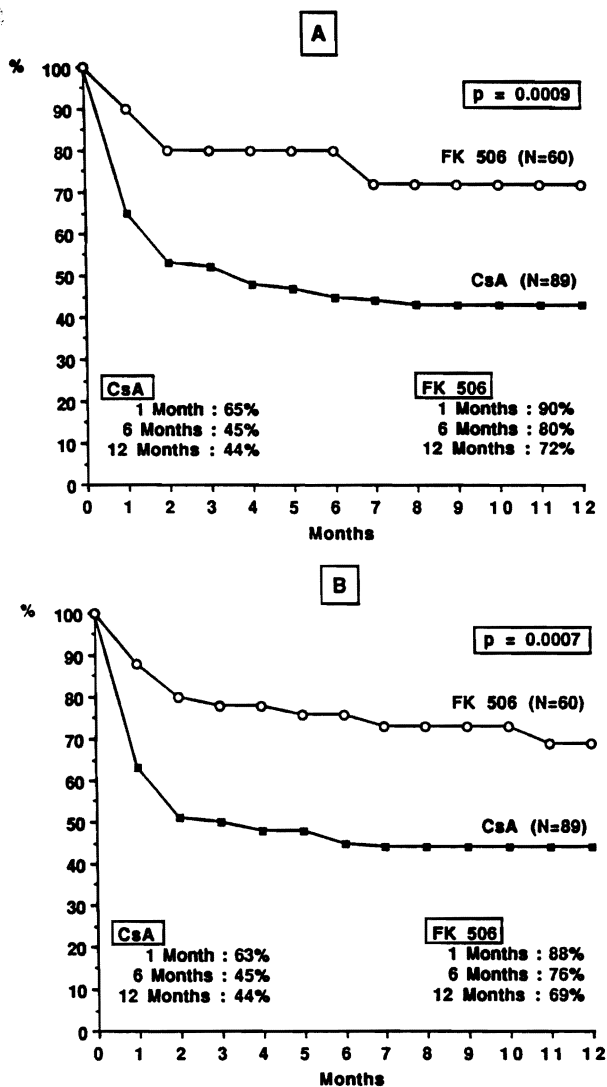 A
%
100
p = 0.0009
90
FK 506 (N=60)
80
70
60
CsA (N=89)
50
40
30
CsA
FK 506
20
1 Month : 65%
1 Months : 90%
6 Months : 45%
6 Months : 80%
10
12 Months : 44%
12 Months : 72%
0
0 1 2 3 4 5 6 7 8 9 10 11 12
Months
B
%
100
p = 0.0007
90
80
FK 506 (N=60)
70
60
50
CsA (N=89)
40
30
CsA
FK 506
20
1 Month : 63%
1 Months : 88%
6 Months : 45%
6 Months : 76%
10
12 Months : 44%
12 Months : 69%
0
0 1 2 3 4 5 6 7 8 9 10 11 12
Months